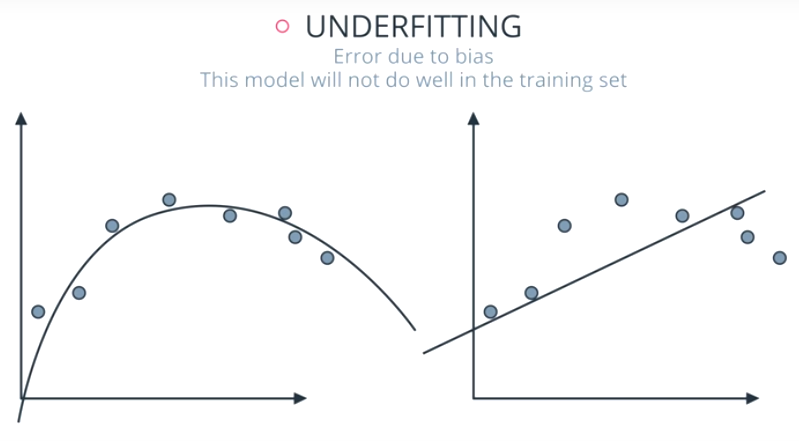 UNDERFITTING
Error due to bias
This model will not do well in the training set